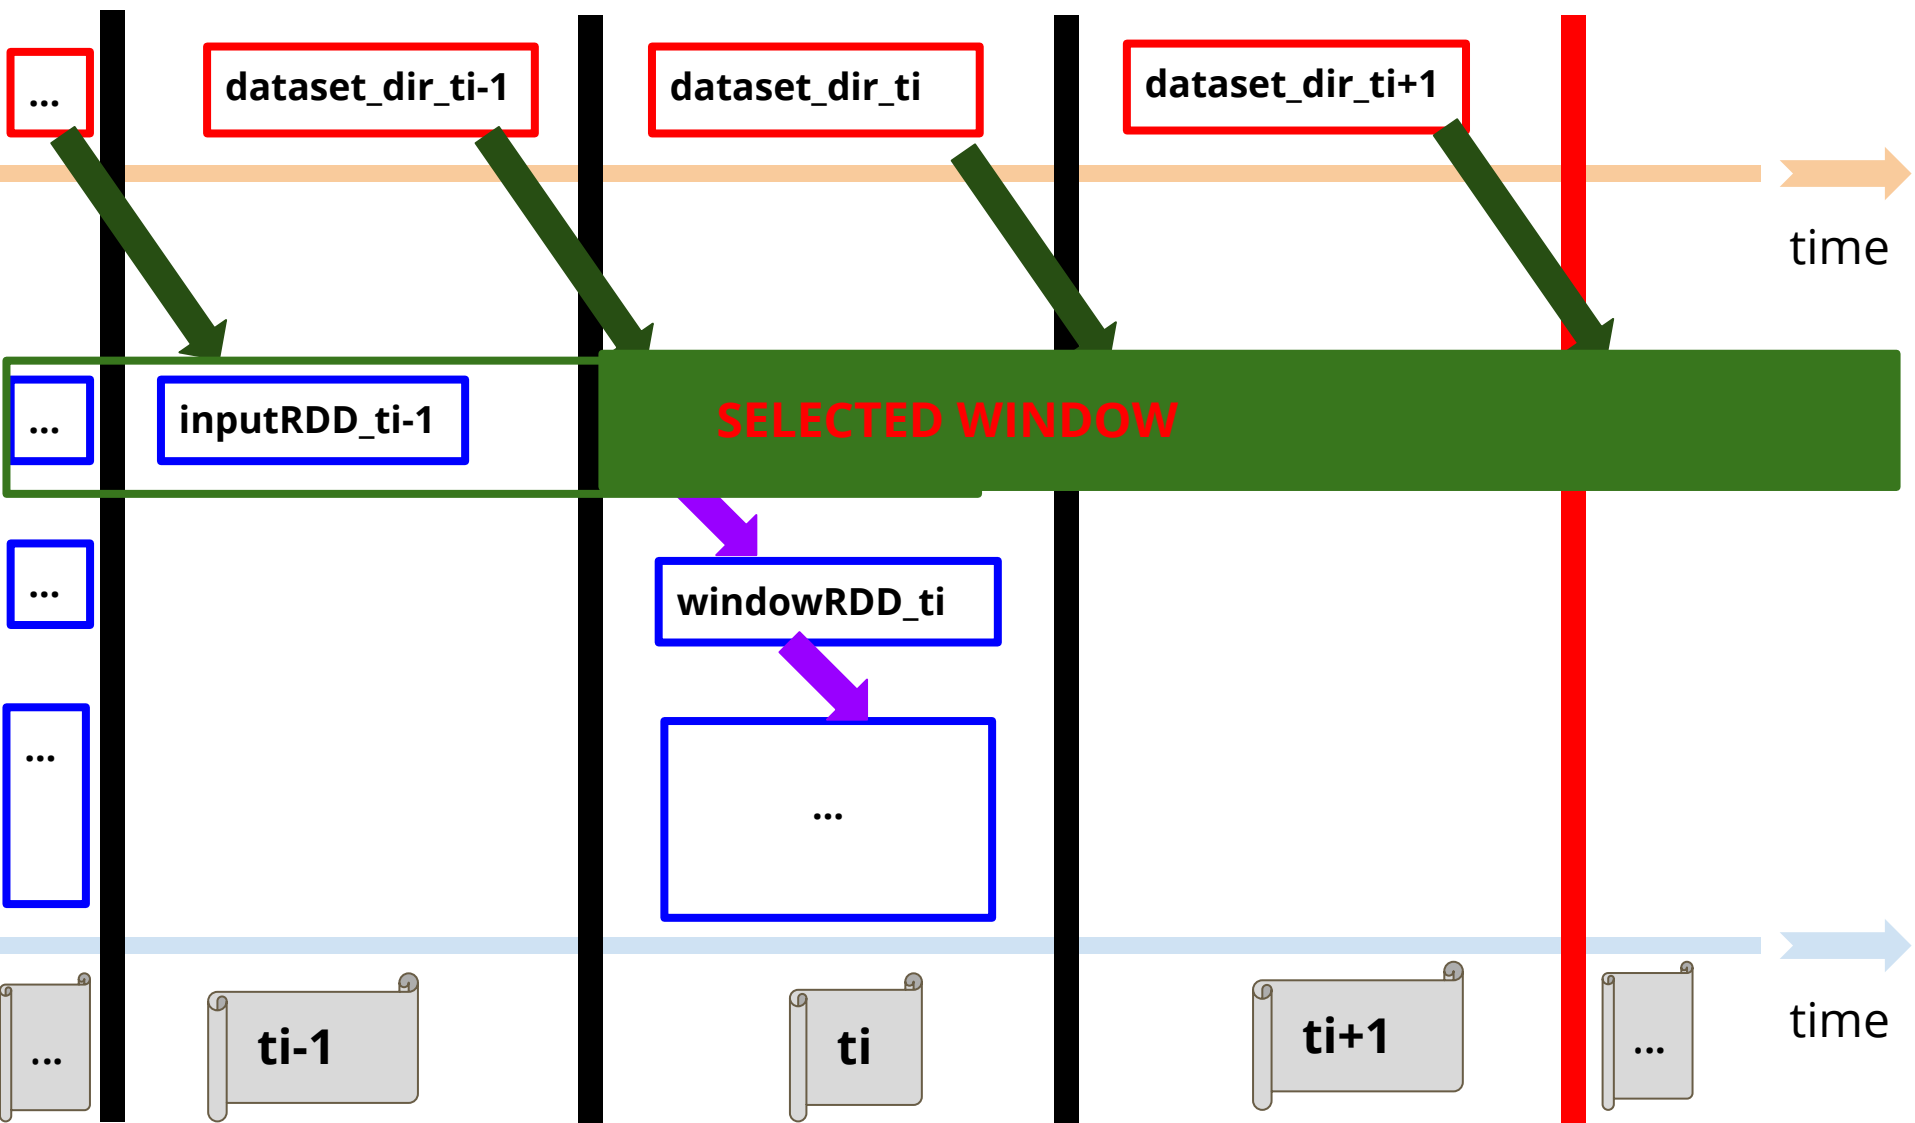 ...
dataset_dir_ti-1
dataset_dir_ti
dataset_dir_ti+1
time
...
inputRDD_ti-1
SELECTED WINDOW
...
windowRDD_ti
...
...
...
ti-1
ti
ti+1
...
time